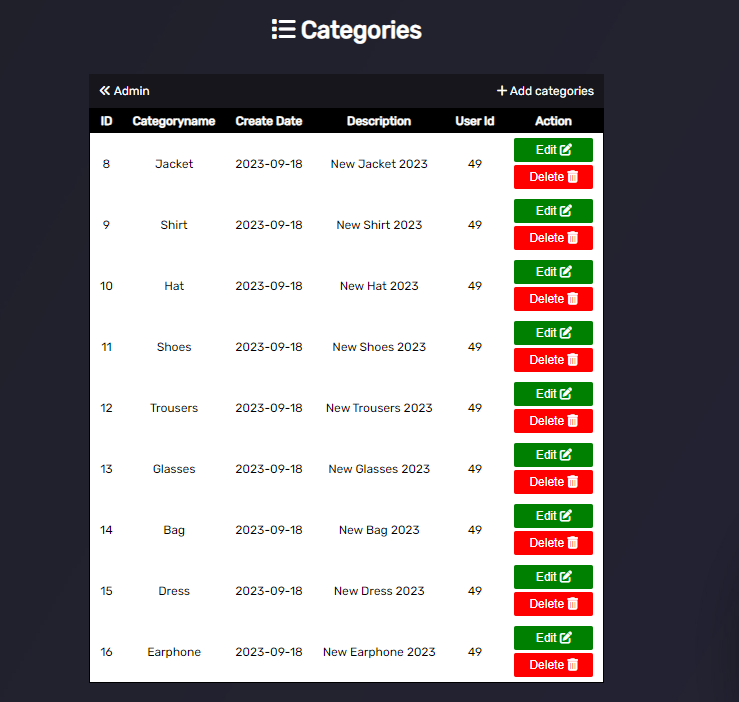 Categories
Admin + Add categories
ID Categoryname Create Date Description User Id Action
8 Jacket 2023-09-18 New Jacket 2023 49 Edit
Delete
9 Shirt 2023-09-18 New Shirt 2023 49 Edit
Delete
10 Hat 2023-09-18 New Hat 2023 49 Edit
Delete
11 Shoes 2023-09-18 New Shoes 2023 49 Edit
Delete
12 Trousers 2023-09-18 New Trousers 2023 49 Edit
Delete
13 Glasses 2023-09-18 New Glasses 2023 49 Edit
Delete
14 Bag 2023-09-18 New Bag 2023 49 Edit
Delete
15 Dress 2023-09-18 New Dress 2023 49 Edit
Delete
16 Earphone 2023-09-18 New Earphone 2023 49 Edit
Delete